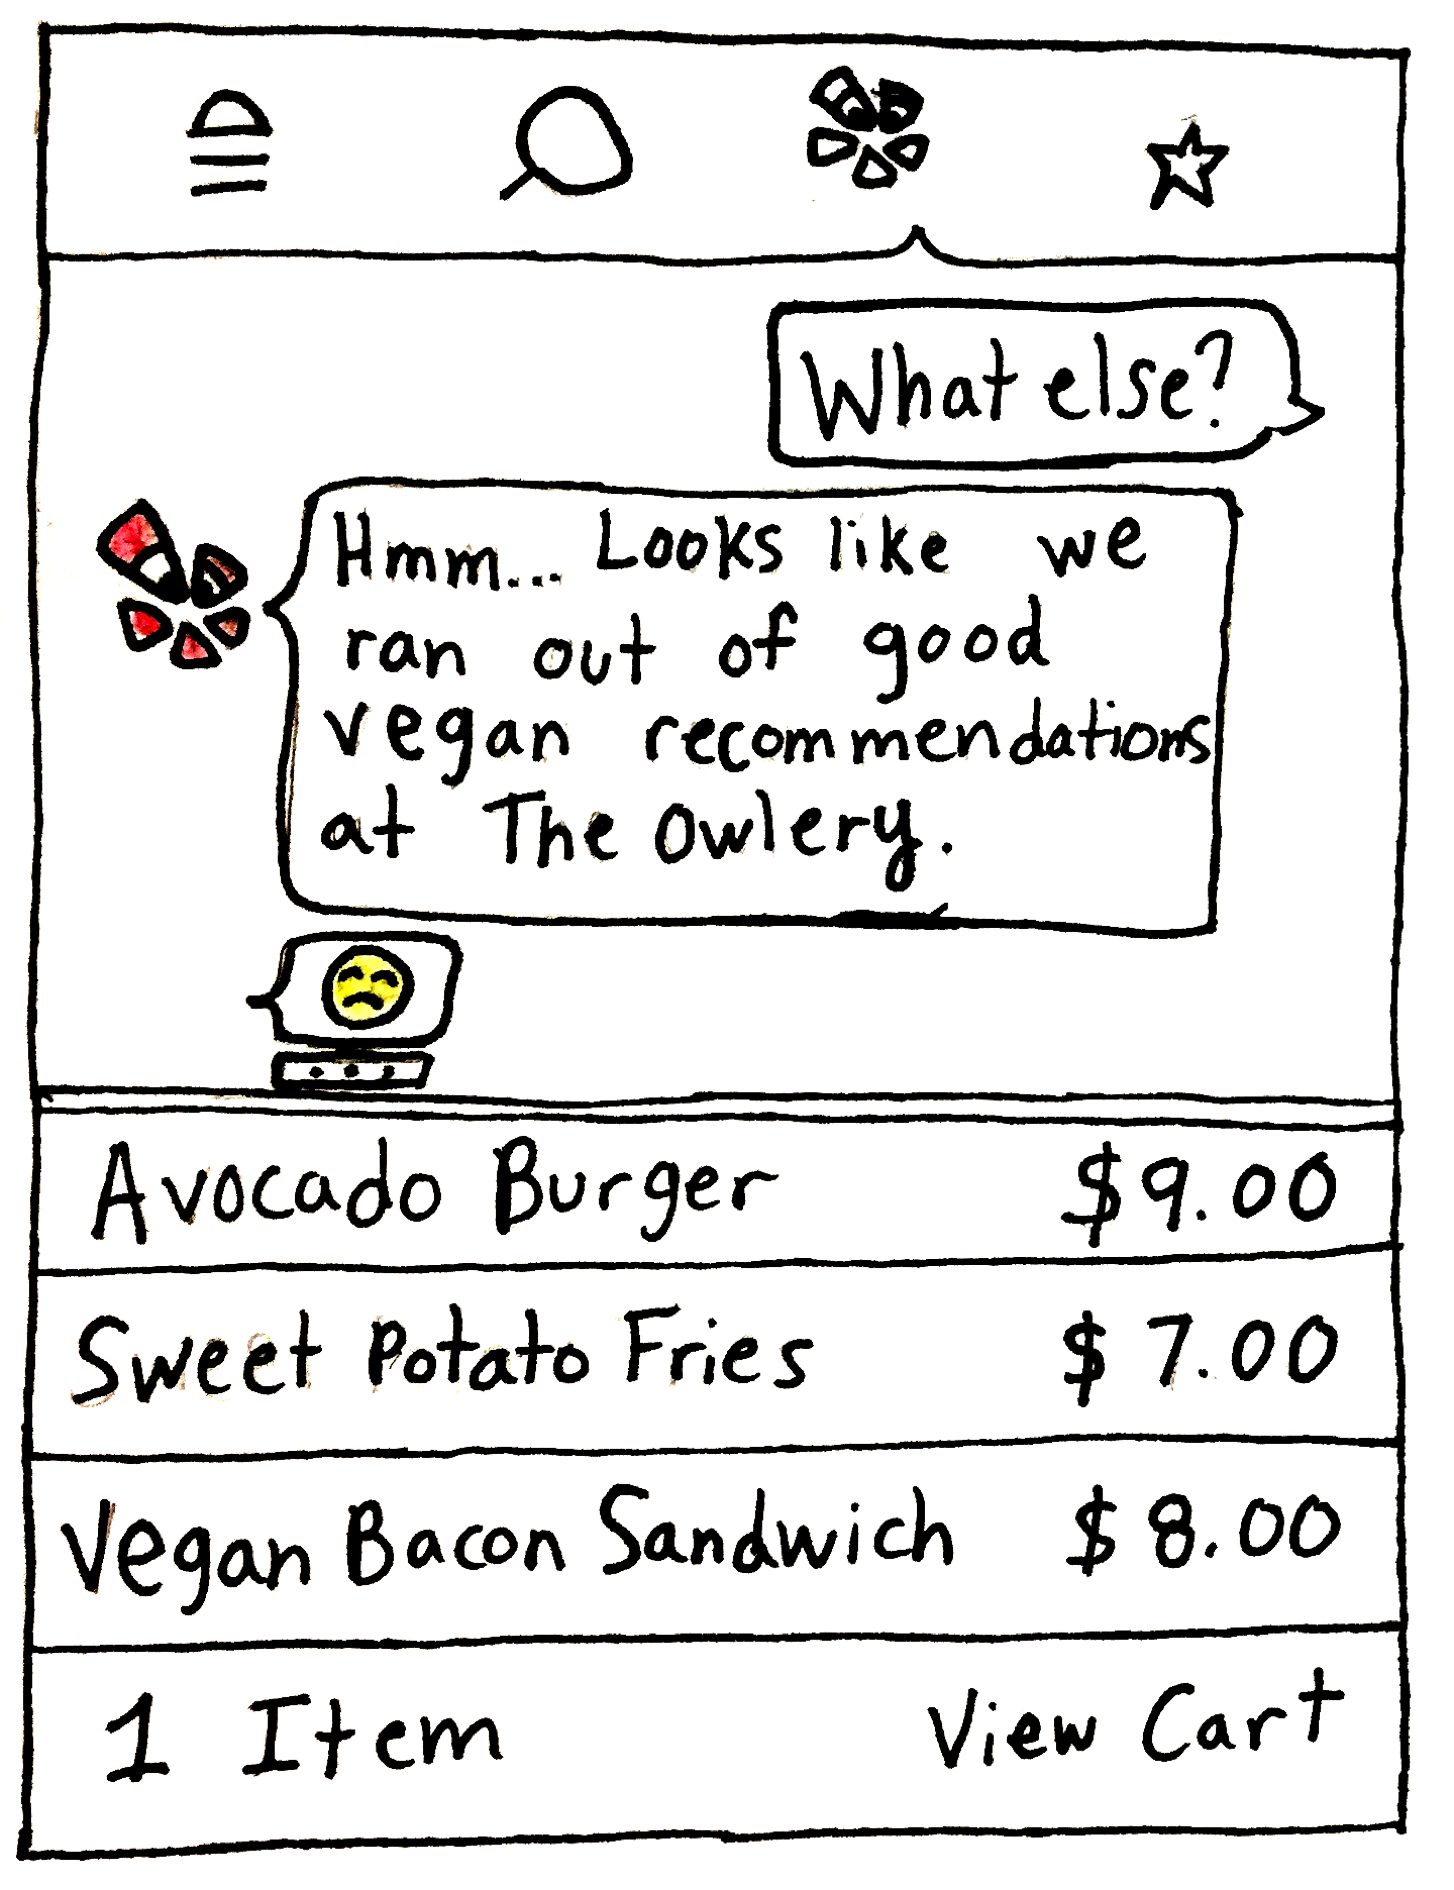 What else?
Hmm... Looks like we
ran out of good
vegan recommendations
at The Owlery.
Avocado Burger $9.00
Sweet Potato Fries $7.00
Vegan Bacon Sandwich $8.00
1 Item View Cart